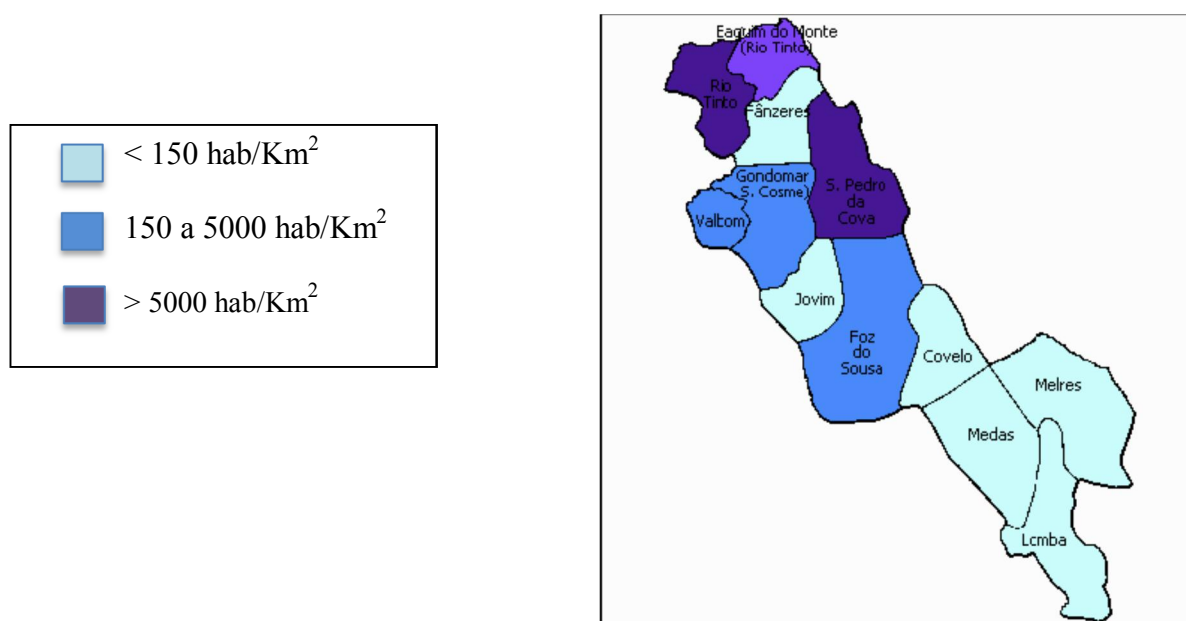 < 150 hab/Km²
150 a 5000 hab/Km²
> 5000 hab/Km²
Eaguim do Monte
(Rio Tinto)
Rio
Tinto
Fânzeres
Gondomar
S. Cosme)
S. Pedro
da
Cova
Valbom
Jovim
Foz
do
Sousa
Covelo
Melres
Medas
Lcmba